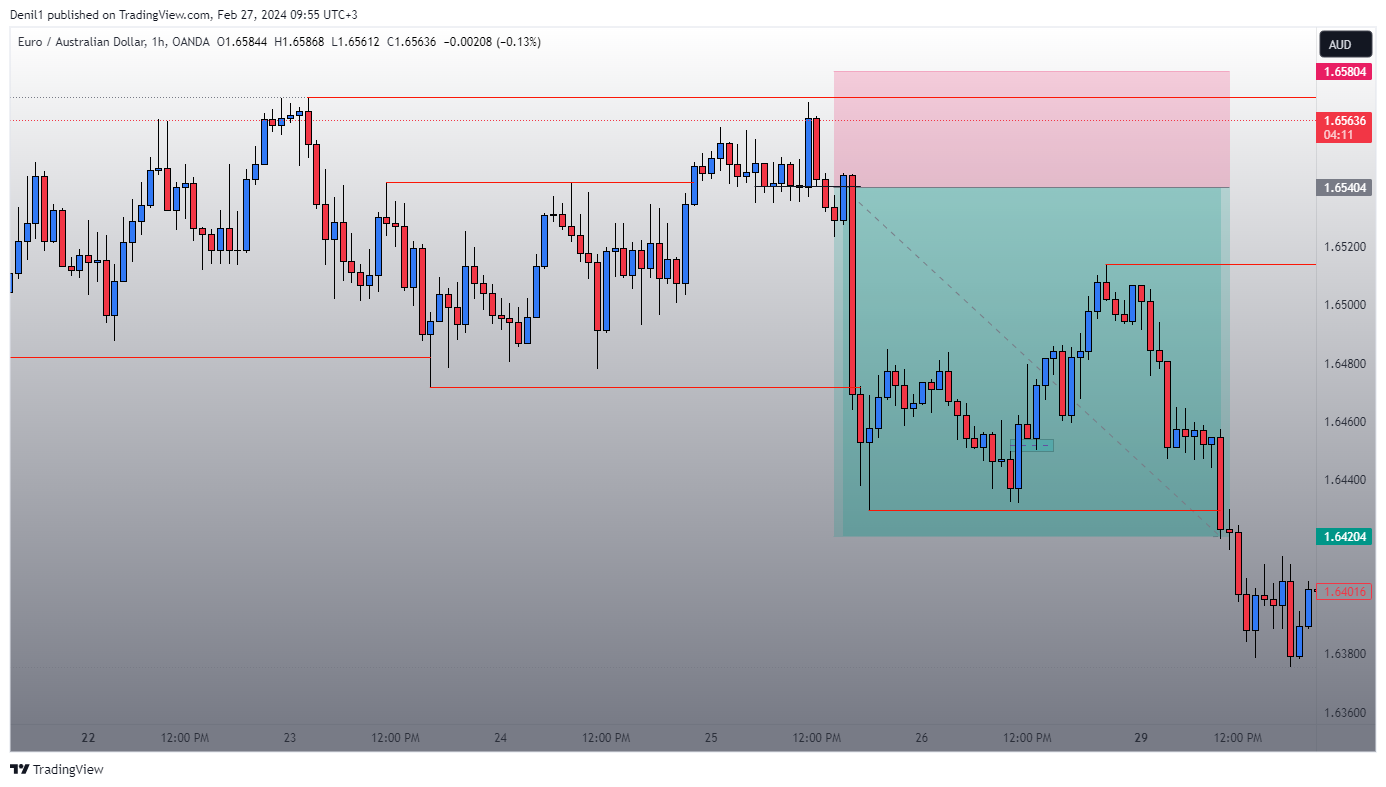 Denil1 published on TradingView.com, Feb 27, 2024 09:55 UTC+3
Euro / Australian Dollar, 1h, OANDA O1.65844 H1.65868 L1.65612 C1.65636 −0.00208 (−0.13%)
AUD
1.65804
1.65636
04:11
1.65404
1.65200
1.65000
1.64800
1.64600
1.64400
1.64204
1.64016
1.63800
1.63600
22 12:00 PM 23 12:00 PM 24 12:00 PM 25 12:00 PM 26 12:00 PM 29 12:00 PM
TradingView